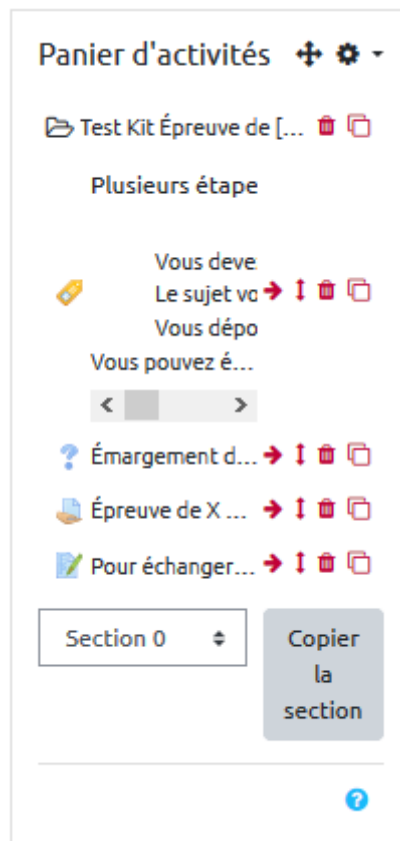 Panier d'activités
Test Kit Épreuve de [...
Plusieurs étape
Vous deve
Le sujet vo
Vous dépo
Vous pouvez é...
Émargement d...
Épreuve de X ...
Pour échanger...
Section 0
Copier
la
section